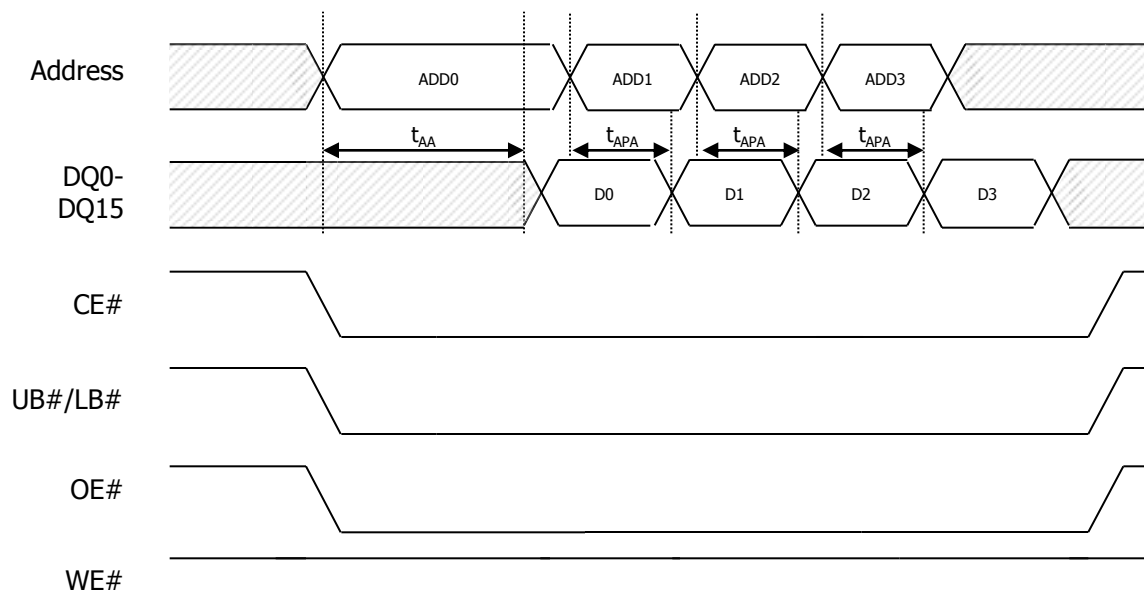 Address
ADD0 ADD1 ADD2 ADD3
tAA tAPA tAPA tAPA
DQ0-
DQ15
D0 D1 D2 D3
CE#
UB#/LB#
OE#
WE#